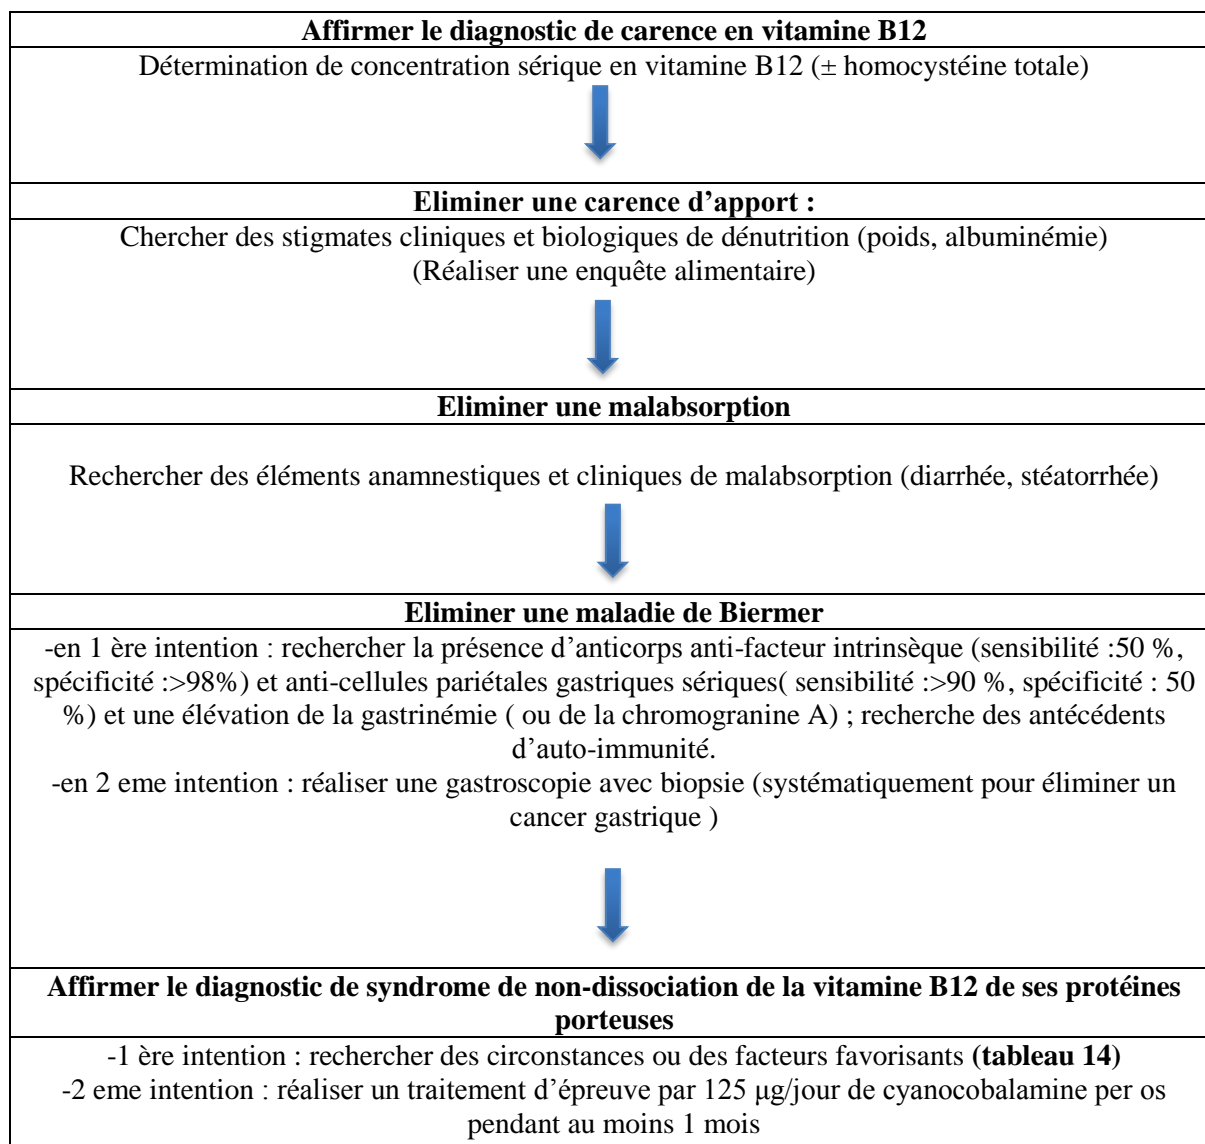 Affirmer le diagnostic de carence en vitamine B12
Détermination de concentration sérique en vitamine B12 (± homocystéine totale)
Eliminer une carence d’apport :
Chercher des stigmates cliniques et biologiques de dénutrition (poids, albuminémie)
(Réaliser une enquête alimentaire)
Eliminer une malabsorption
Rechercher des éléments anamnestiques et cliniques de malabsorption (diarrhée, stéatorrhée)
Eliminer une maladie de Biermer
-en 1 ère intention : rechercher la présence d’anticorps anti-facteur intrinsèque (sensibilité :50 %,
spécificité :>98%) et anti-cellules pariétales gastriques sériques( sensibilité :>90 %, spécificité : 50
%) et une élévation de la gastrinémie ( ou de la chromogranine A) ; recherche des antécédents
d’auto-immunité.
-en 2 eme intention : réaliser une gastroscopie avec biopsie (systématiquement pour éliminer un
cancer gastrique )
Affirmer le diagnostic de syndrome de non-dissociation de la vitamine B12 de ses protéines
porteuses
-1 ère intention : rechercher des circonstances ou des facteurs favorisants (tableau 14)
-2 eme intention : réaliser un traitement d’épreuve par 125 μg/jour de cyanocobalamine per os
pendant au moins 1 mois